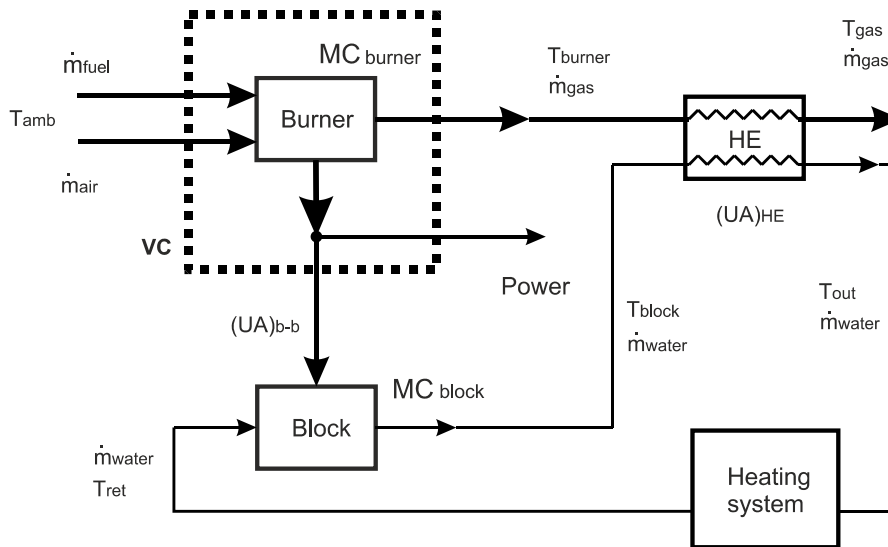 ṁfuel
Tamb
ṁair
MC burner
Burner
VC
Tburner
ṁgas
Tgas
ṁgas
HE
(UA)HE
Power
(UA)b-b
Tblock
ṁwater
Tout
ṁwater
MC block
Block
ṁwater
Tret
Heating
system